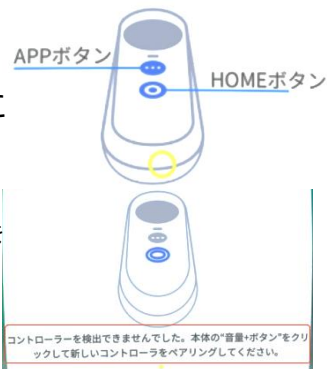 APPボタン
HOMEボタン
に
コントローラーを検出できませんでした。本体の“音量+ボタン”をクリ
ックして新しいコントローラをペアリングしてください。